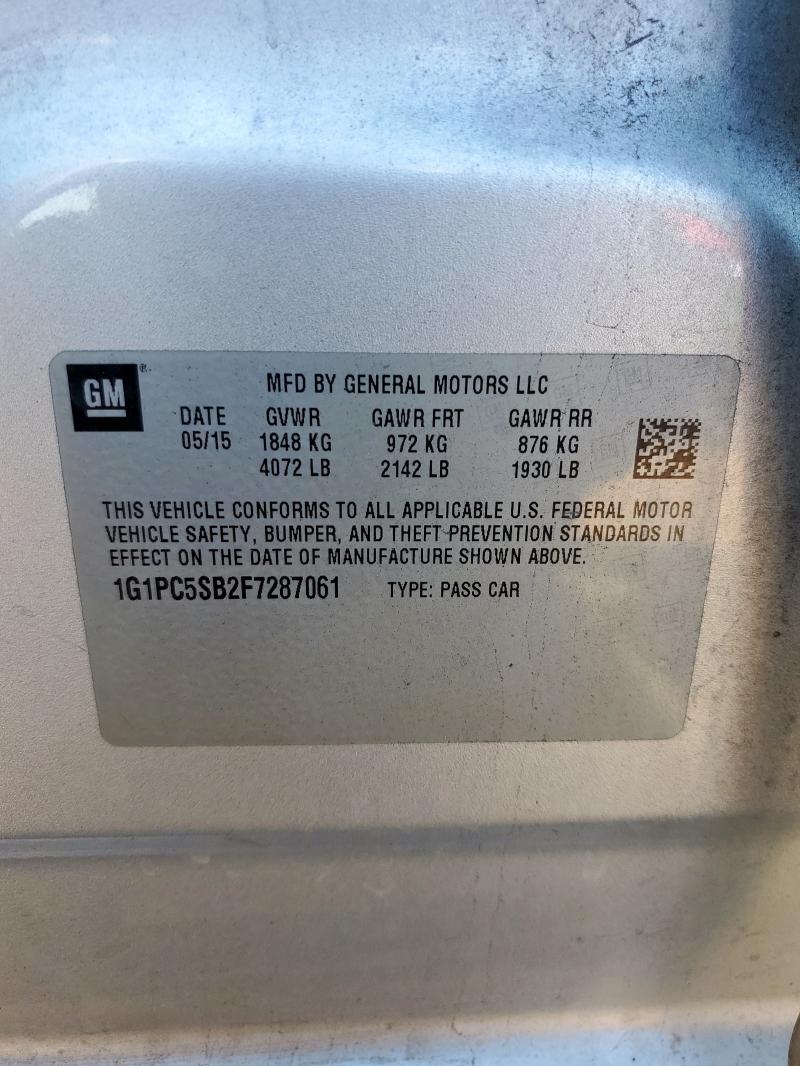 GM ®
MFD BY GENERAL MOTORS LLC
DATE GVWR GAWR FRT GAWR RR
05/15 1848 KG 972 KG 876 KG
4072 LB 2142 LB 1930 LB
THIS VEHICLE CONFORMS TO ALL APPLICABLE U.S. FEDERAL MOTOR
VEHICLE SAFETY, BUMPER, AND THEFT PREVENTION STANDARDS IN
EFFECT ON THE DATE OF MANUFACTURE SHOWN ABOVE.
1G1PC5SB2F7287061 TYPE: PASS CAR